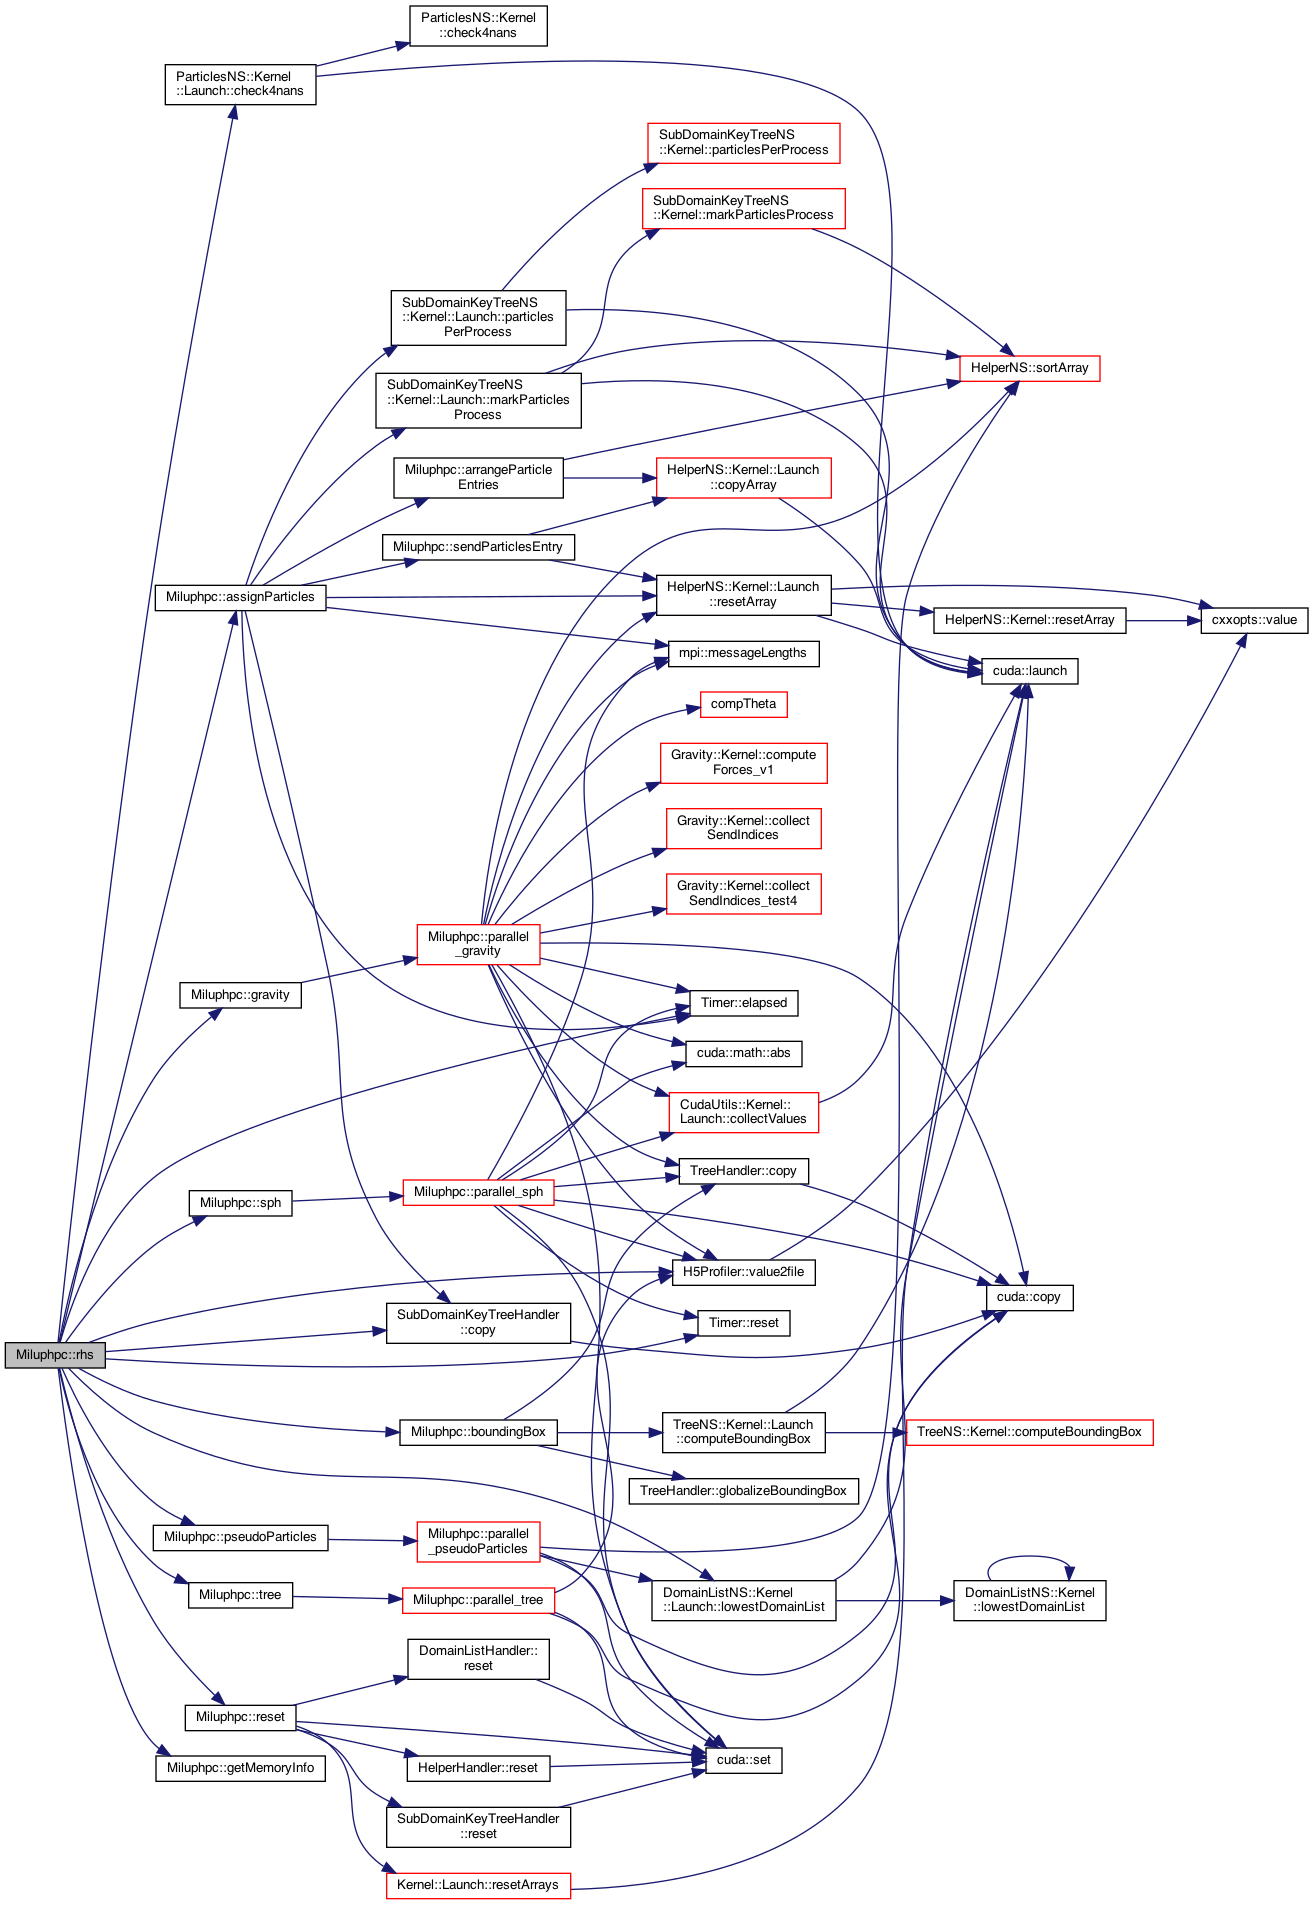 ParticlesNS::Kernel
::check4nans
ParticlesNS::Kernel
::Launch::check4nans
SubDomainKeyTreeNS
::Kernel::particlesPerProcess
SubDomainKeyTreeNS
::Kernel::markParticlesProcess
SubDomainKeyTreeNS
::Kernel::Launch::particles
PerProcess
HelperNS::sortArray
SubDomainKeyTreeNS
::Kernel::Launch::markParticles
Process
Miluphpc::arrangeParticle
Entries
HelperNS::Kernel::Launch
::copyArray
Miluphpc::sendParticlesEntry
Miluphpc::assignParticles
HelperNS::Kernel::Launch
::resetArray
HelperNS::Kernel::resetArray
cxxopts::value
mpi::messageLengths
cuda::launch
compTheta
Gravity::Kernel::compute
Forces_v1
Gravity::Kernel::collect
SendIndices
Gravity::Kernel::collect
SendIndices_test4
Miluphpc::parallel
_gravity
Miluphpc::gravity
Timer::elapsed
cuda::math::abs
CudaUtils::Kernel::
Launch::collectValues
TreeHandler::copy
Miluphpc::parallel_sph
Miluphpc::sph
H5Profiler::value2file
cuda::copy
SubDomainKeyTreeHandler
::copy
Timer::reset
Miluphpc::rhs
Miluphpc::boundingBox
TreeNS::Kernel::Launch
::computeBoundingBox
TreeNS::Kernel::computeBoundingBox
TreeHandler::globalizeBoundingBox
Miluphpc::pseudoParticles
Miluphpc::parallel
_pseudoParticles
Miluphpc::tree
Miluphpc::parallel_tree
DomainListNS::Kernel
::Launch::lowestDomainList
DomainListNS::Kernel
::lowestDomainList
DomainListHandler::
reset
Miluphpc::reset
Miluphpc::getMemoryInfo
HelperHandler::reset
cuda::set
SubDomainKeyTreeHandler
::reset
Kernel::Launch::resetArrays